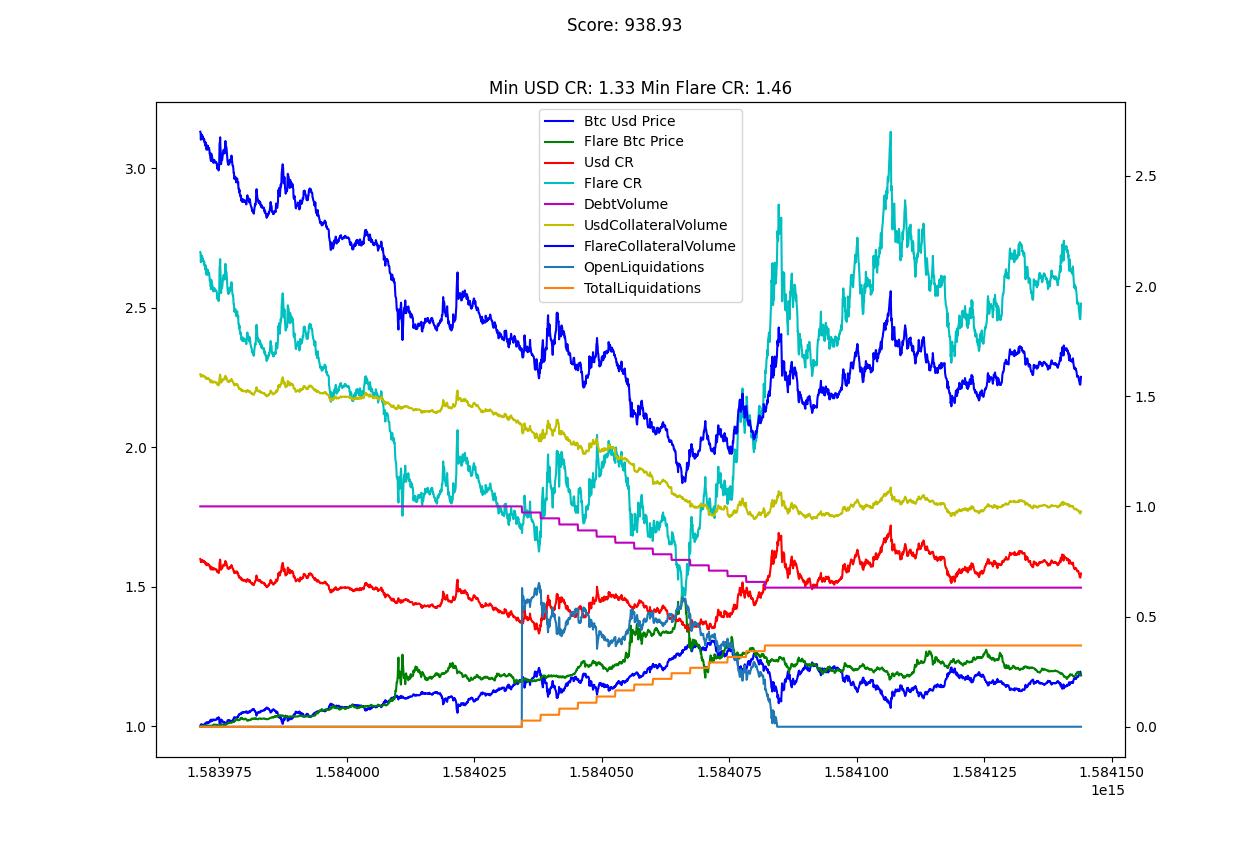 Score: 938.93
Min USD CR: 1.33 Min Flare CR: 1.46
Btc Usd Price
Flare Btc Price
Usd CR
Flare CR
DebtVolume
UsdCollateralVolume
FlareCollateralVolume
OpenLiquidations
TotalLiquidations
3.0
2.5
2.0
1.5
1.0
2.5
2.0
1.5
1.0
0.5
0.0
1.583975 1.584000 1.584025 1.584050 1.584075 1.584100 1.584125 1.584150
1e15